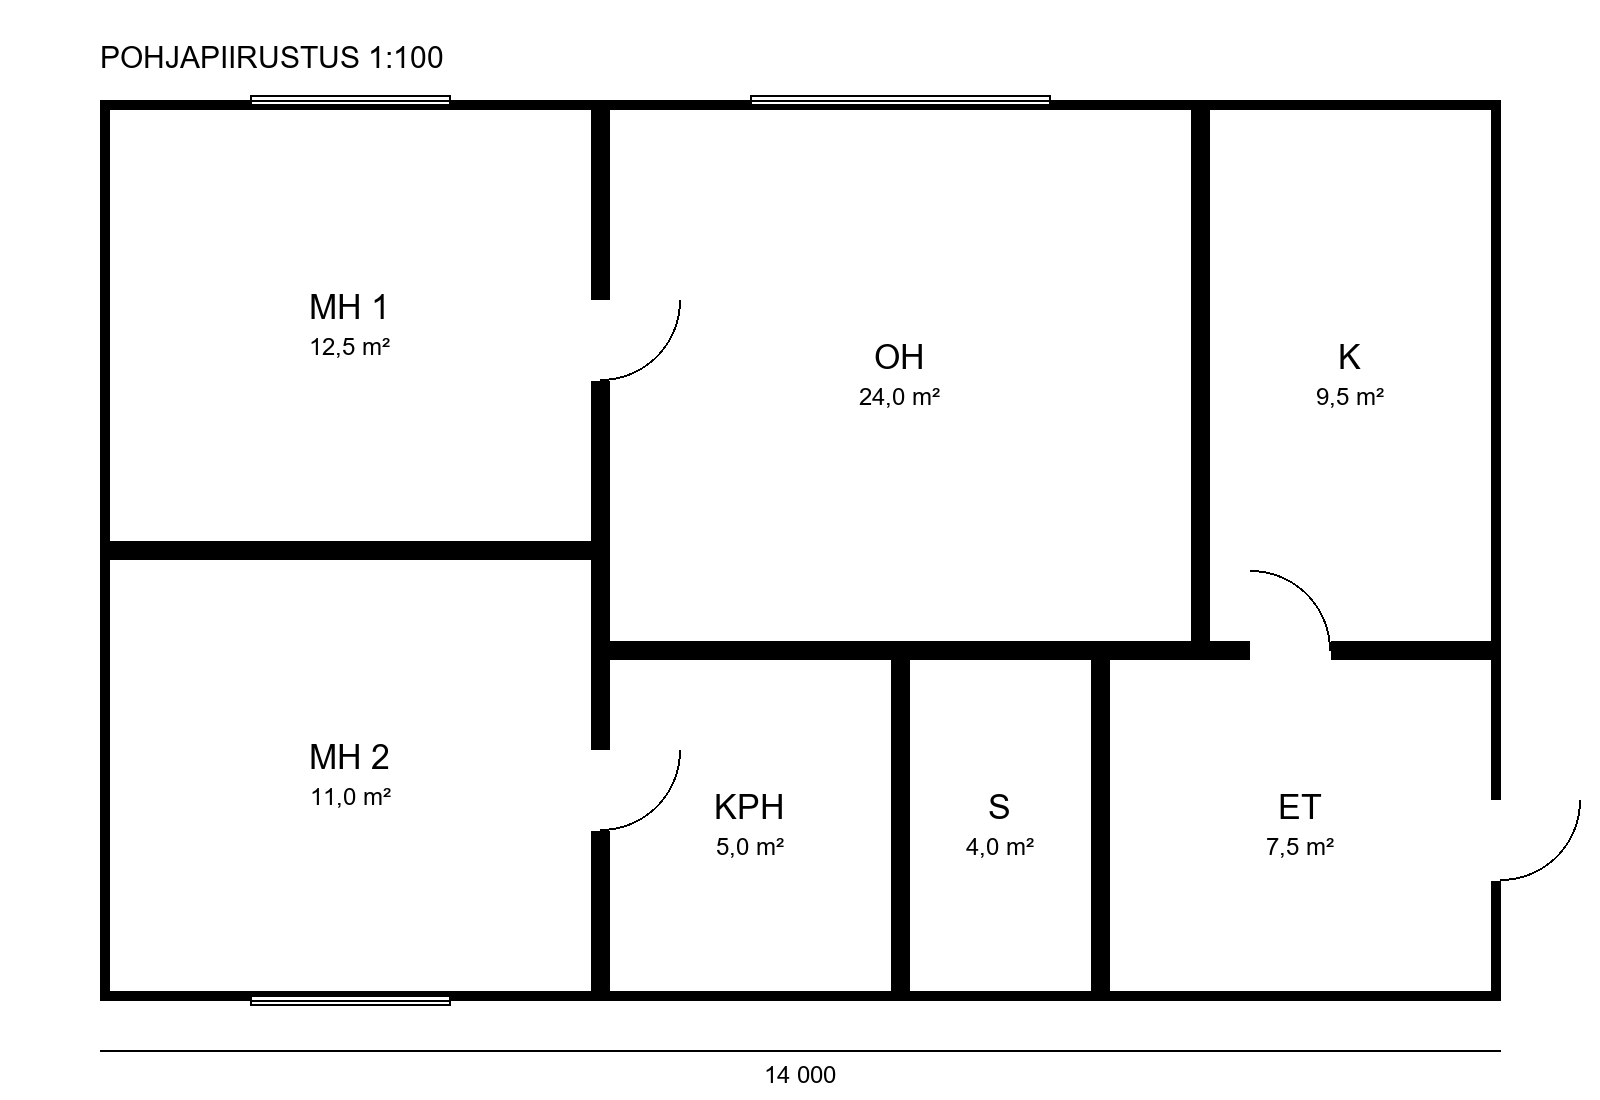 POHJAPIIRUSTUS 1:100
MH 1
12,5 m²
OH
24,0 m²
K
9,5 m²
MH 2
11,0 m²
KPH
5,0 m²
S
4,0 m²
ET
7,5 m²
14 000